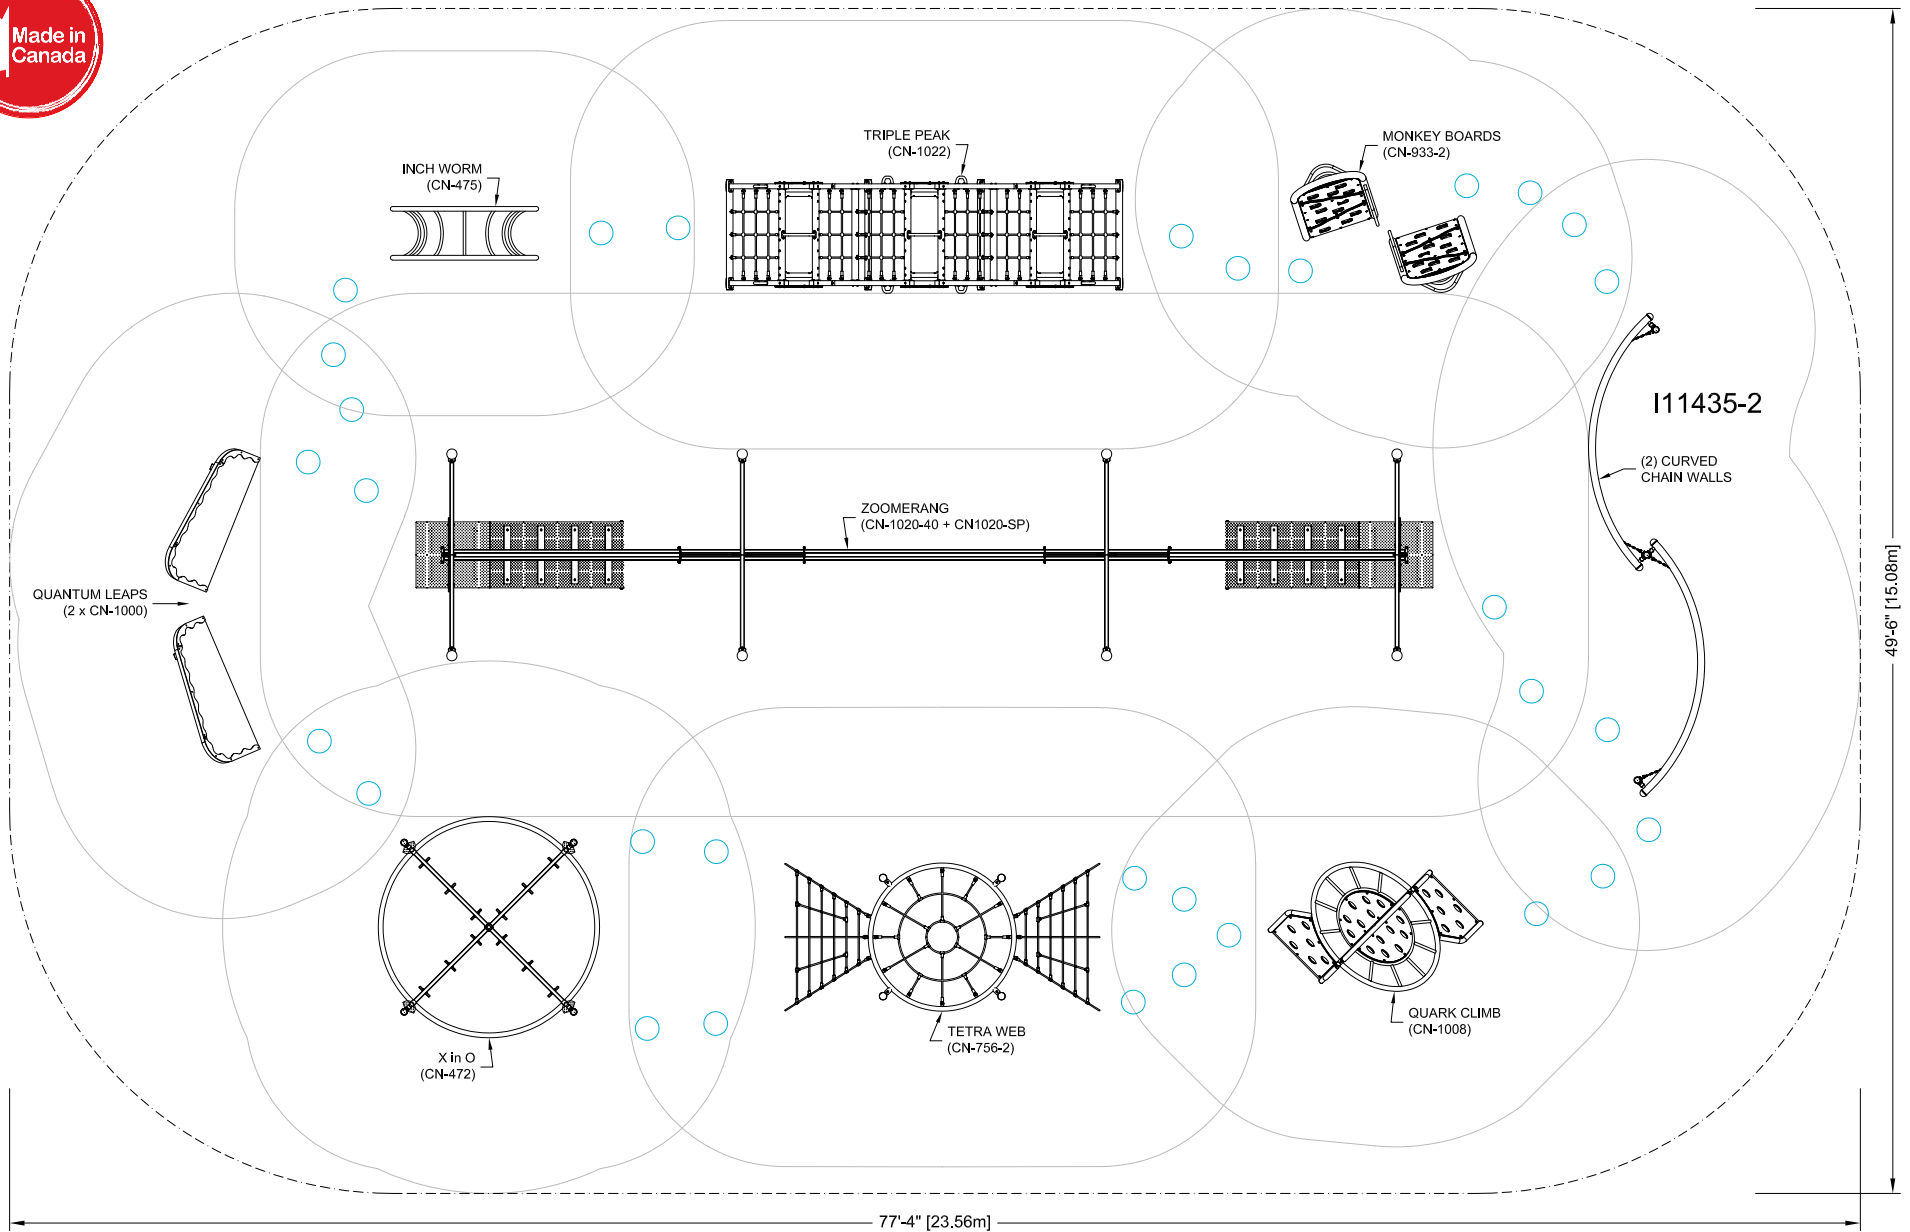 Made in
Canada
INCH WORM
(CN-475)
TRIPLE PEAK
(CN-1022)
MONKEY BOARDS
(CN-933-2)
I11435-2
(2) CURVED
CHAIN WALLS
ZOOMERANG
(CN-1020-40 + CN1020-SP)
QUANTUM LEAPS
(2 x CN-1000)
X in O
(CN-472)
TETRA WEB
(CN-756-2)
QUARK CLIMB
(CN-1008)
49'-6" [15.08m]
77'-4" [23.56m]